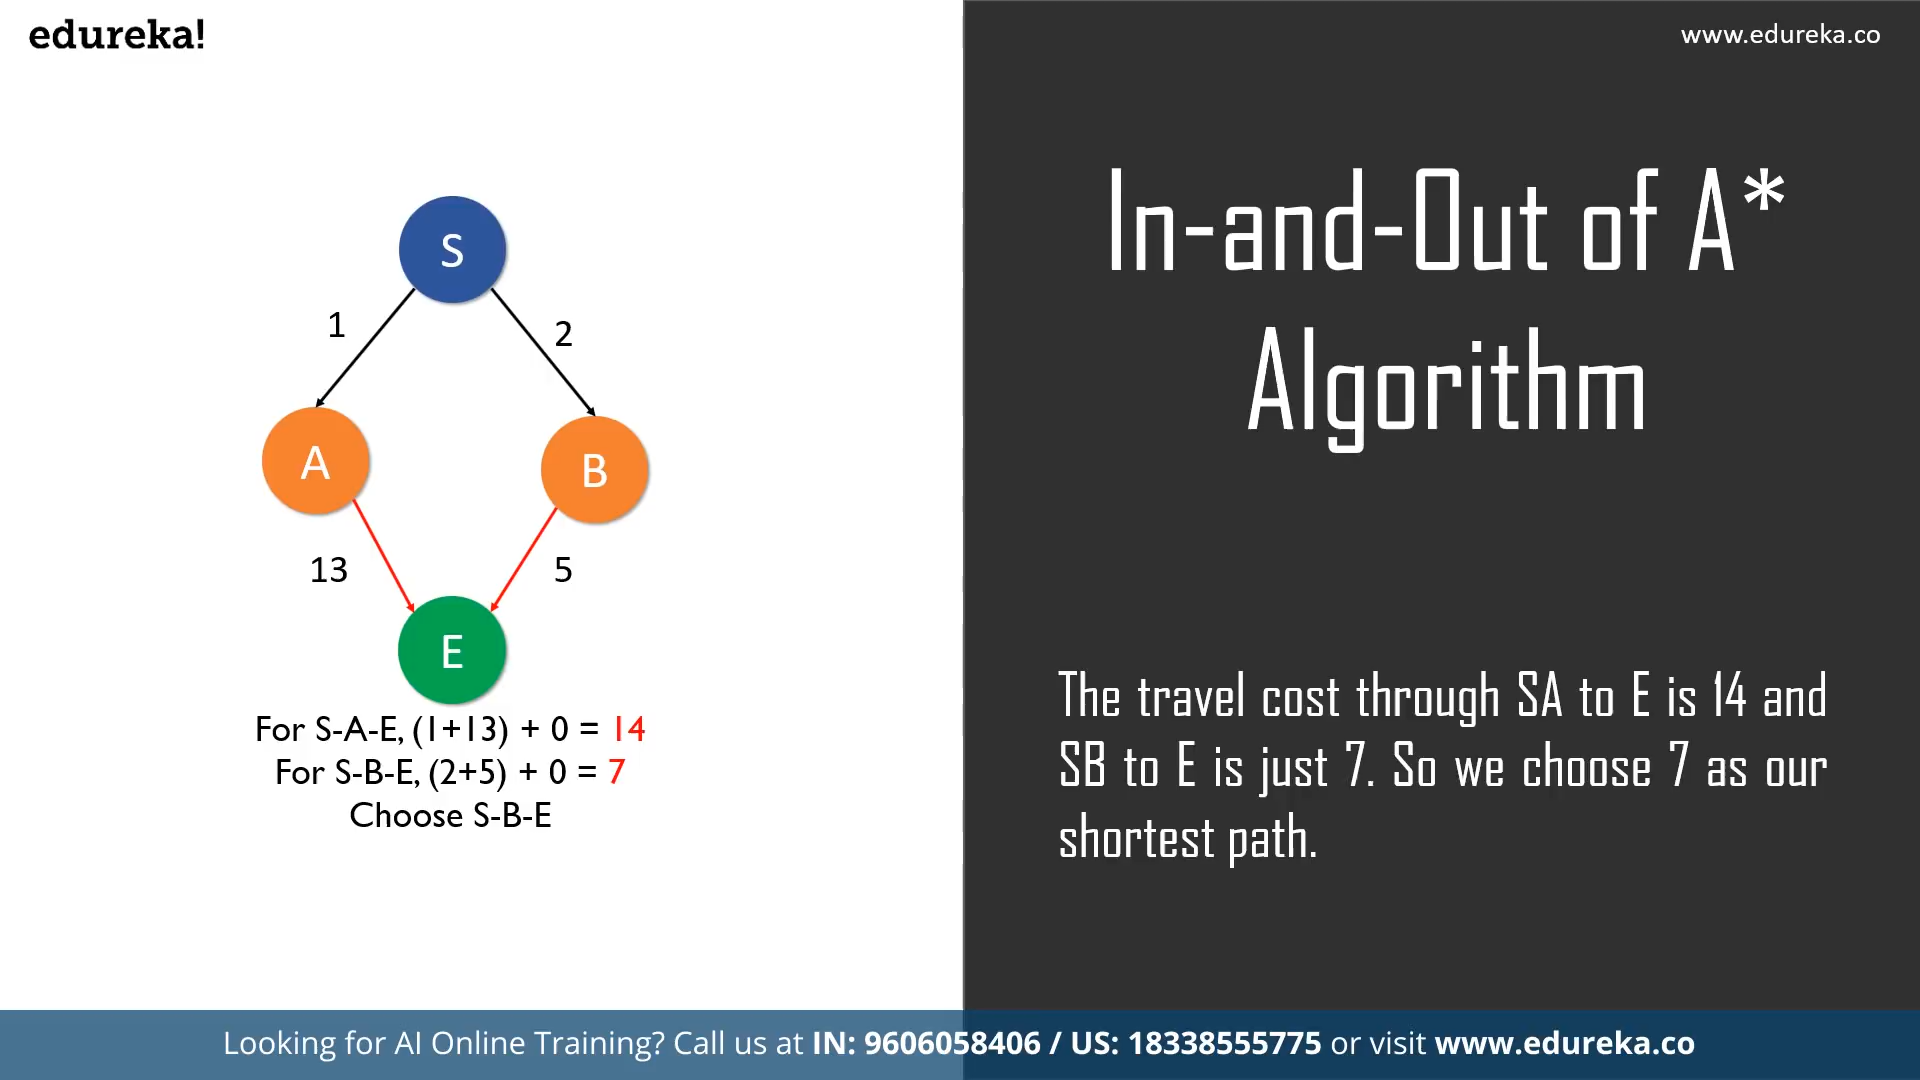 edureka!
www.edureka.co
S
1
2
A
B
13
5
E
For S-A-E, (1+13) + 0 = 14
For S-B-E, (2+5) + 0 = 7
Choose S-B-E
In-and-Out of A*
Algorithm
The travel cost through SA to E is 14 and
SB to E is just 7. So we choose 7 as our
shortest path.
Looking for AI Online Training? Call us at IN: 9606058406 / US: 18338555775 or visit www.edureka.co